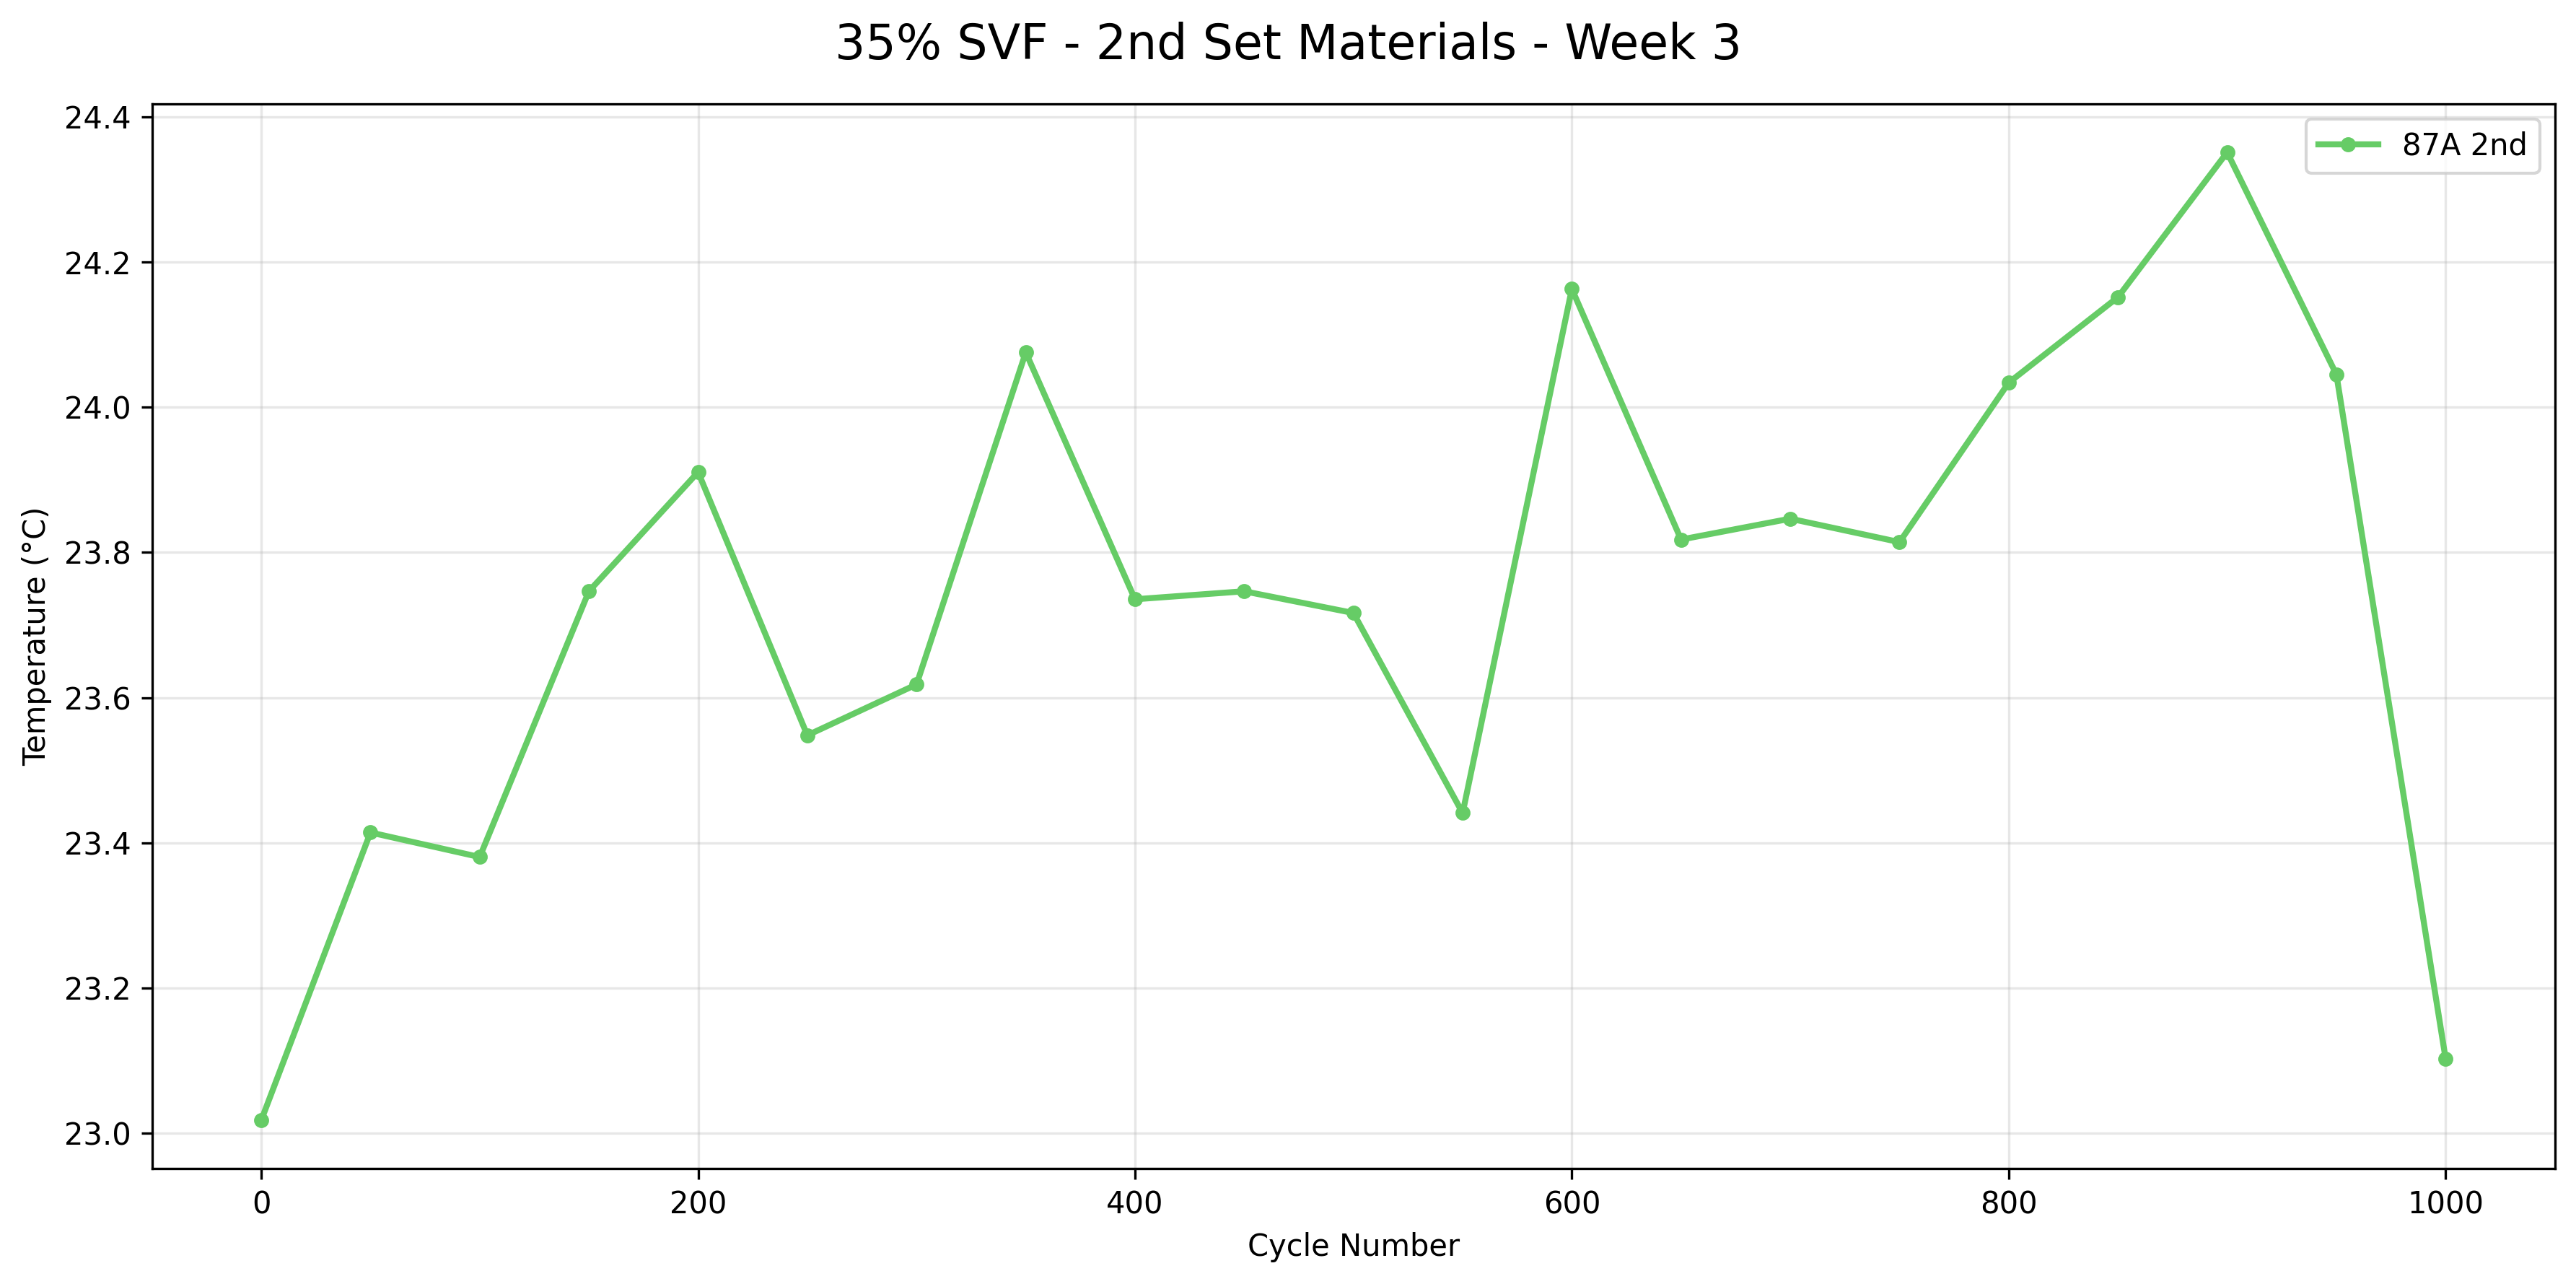 35% SVF - 2nd Set Materials - Week 3
87A 2nd
Temperature (°C)
24.4
24.2
24.0
23.8
23.6
23.4
23.2
23.0
0 200 400 600 800 1000
Cycle Number